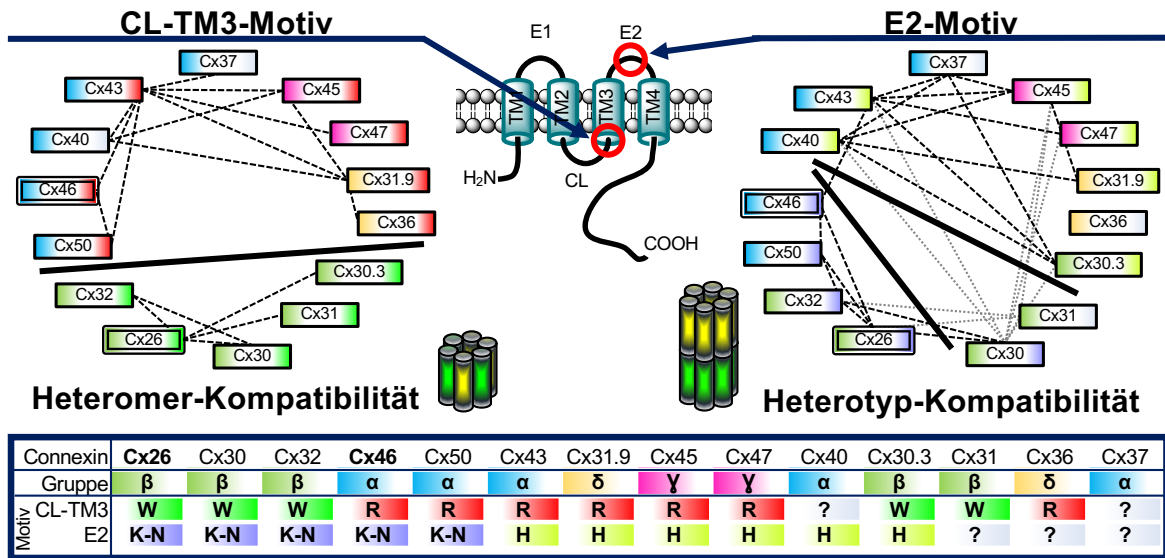 CL-TM3-Motiv
E2-Motiv
E1
E2
TM2
TM3
TM4
H₂N
CL
COOH
Cx37
Cx43
Cx45
Cx40
Cx47
Cx46
Cx31.9
Cx50
Cx36
Cx30.3
Cx32
Cx31
Cx26
Cx30
Cx37
Cx43
Cx45
Cx40
Cx47
Cx46
Cx31.9
Cx36
Cx50
Cx30.3
Cx32
Cx31
Cx26
Cx30
Heteromer-Kompatibilität
Heterotyp-Kompatibilität
Connexin Cx26 Cx30 Cx32 Cx46 Cx50 Cx43 Cx31.9 Cx45 Cx47 Cx40 Cx30.3 Cx31 Cx36 Cx37
Gruppe β β β α α α δ Ɣ Ɣ α β β δ α
Motiv
CL-TM3 W W W R R R R R R ? W W R ?
E2 K-N K-N K-N K-N K-N H H H H H H ? ? ?